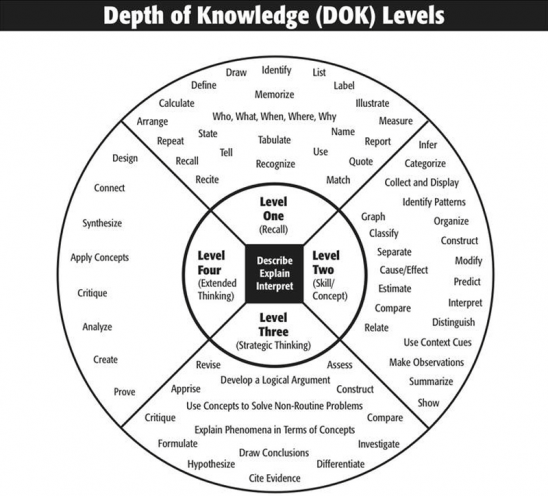 Depth of Knowledge (DOK) Levels
Draw
Identify
List
Define
Label
Memorize
Calculate
Illustrate
Who, What, When, Where, Why
Arrange
Measure
State
Name
Repeat
Tabulate
Report
Tell
Use
Recall
Recognize
Quote
Recite
Match
Level
One
(Recall)
Infer
Categorize
Collect and Display
Identify Patterns
Graph
Organize
Classify
Construct
Separate
Modify
Cause/Effect
Predict
Estimate
Interpret
Compare
Distinguish
Relate
Use Context Cues
Make Observations
Summarize
Show
Level
Two
(Skill/
Concept)
Describe
Explain
Interpret
Level
Three
(Strategic Thinking)
Revise
Assess
Develop a Logical Argument
Apprise
Construct
Use Concepts to Solve Non-Routine Problems
Critique
Compare
Explain Phenomena in Terms of Concepts
Formulate
Investigate
Draw Conclusions
Hypothesize
Differentiate
Cite Evidence
Level
Four
(Extended
Thinking)
Design
Connect
Synthesize
Apply Concepts
Critique
Analyze
Create
Prove